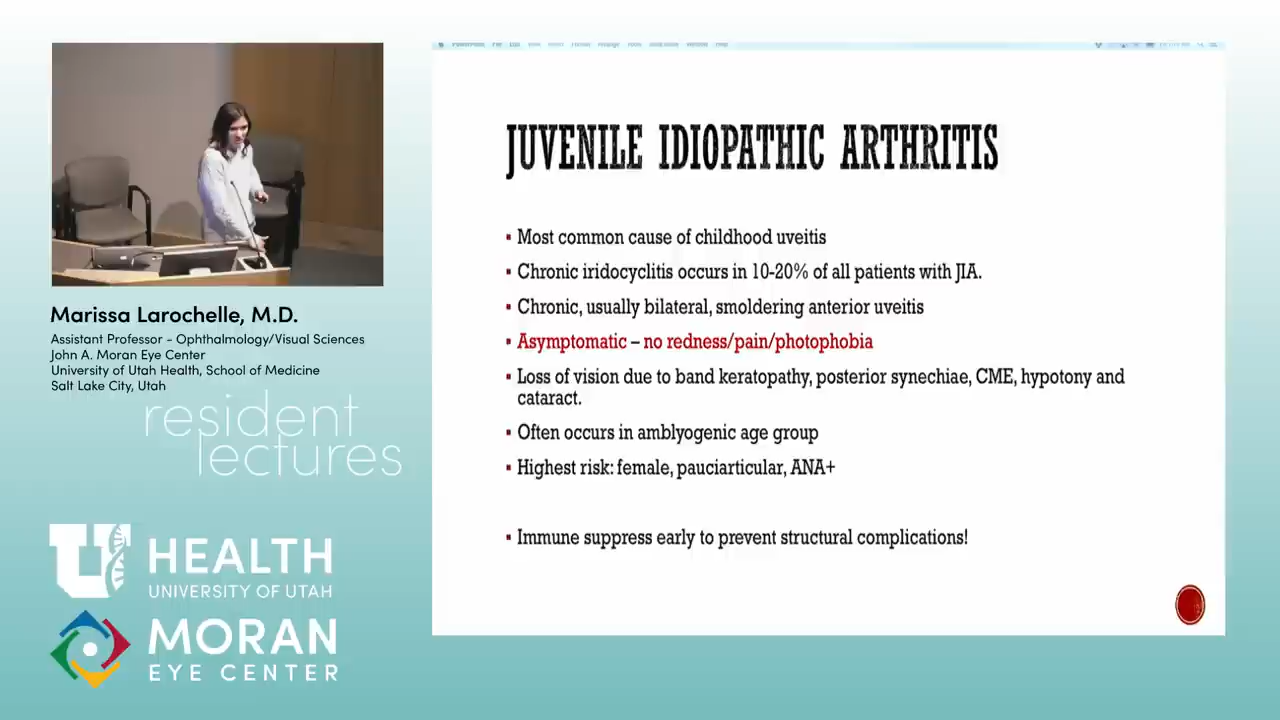 JUVENILE IDIOPATHIC ARTHRITIS
▪ Most common cause of childhood uveitis
▪ Chronic iridocyclitis occurs in 10-20% of all patients with JIA.
▪ Chronic, usually bilateral, smoldering anterior uveitis
▪ Asymptomatic – no redness/pain/photophobia
▪ Loss of vision due to band keratopathy, posterior synechiae, CME, hypotony and
cataract.
▪ Often occurs in amblyogenic age group
▪ Highest risk: female, pauciarticular, ANA+
▪ Immune suppress early to prevent structural complications!
Marissa Larochelle, M.D.
Assistant Professor - Ophthalmology/Visual Sciences
John A. Moran Eye Center
University of Utah Health, School of Medicine
Salt Lake City, Utah
resident
lectures
U HEALTH
UNIVERSITY OF UTAH
MORAN
EYE CENTER